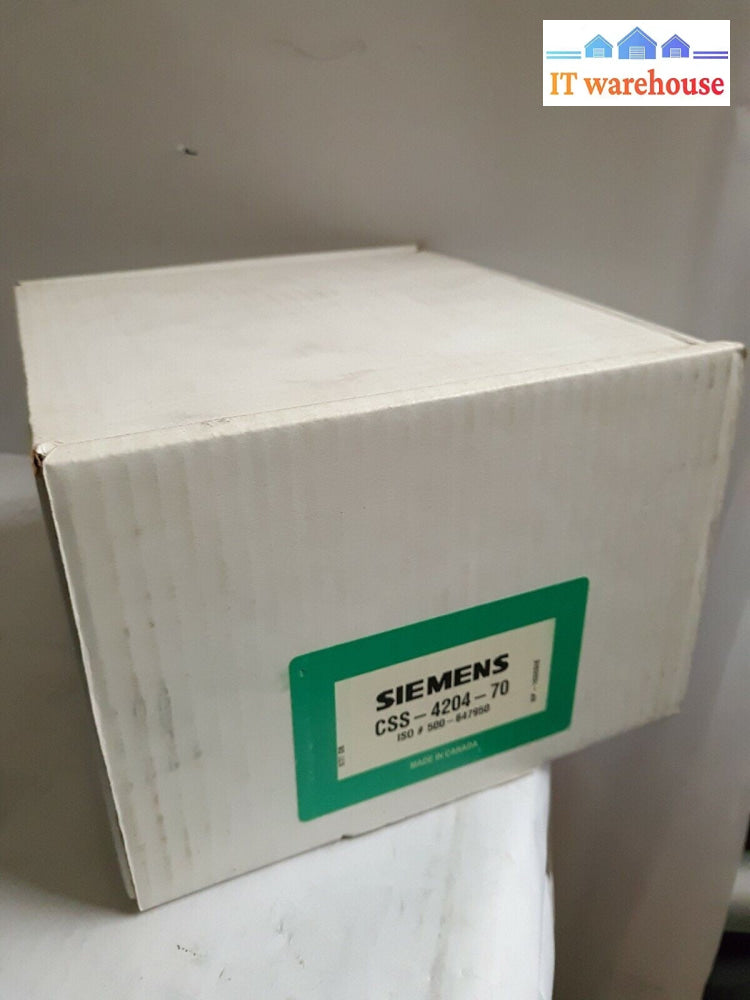 IT warehouse
SIEMENS
CSS-4204-70
ISO # 500-647950
MADE IN CANADA